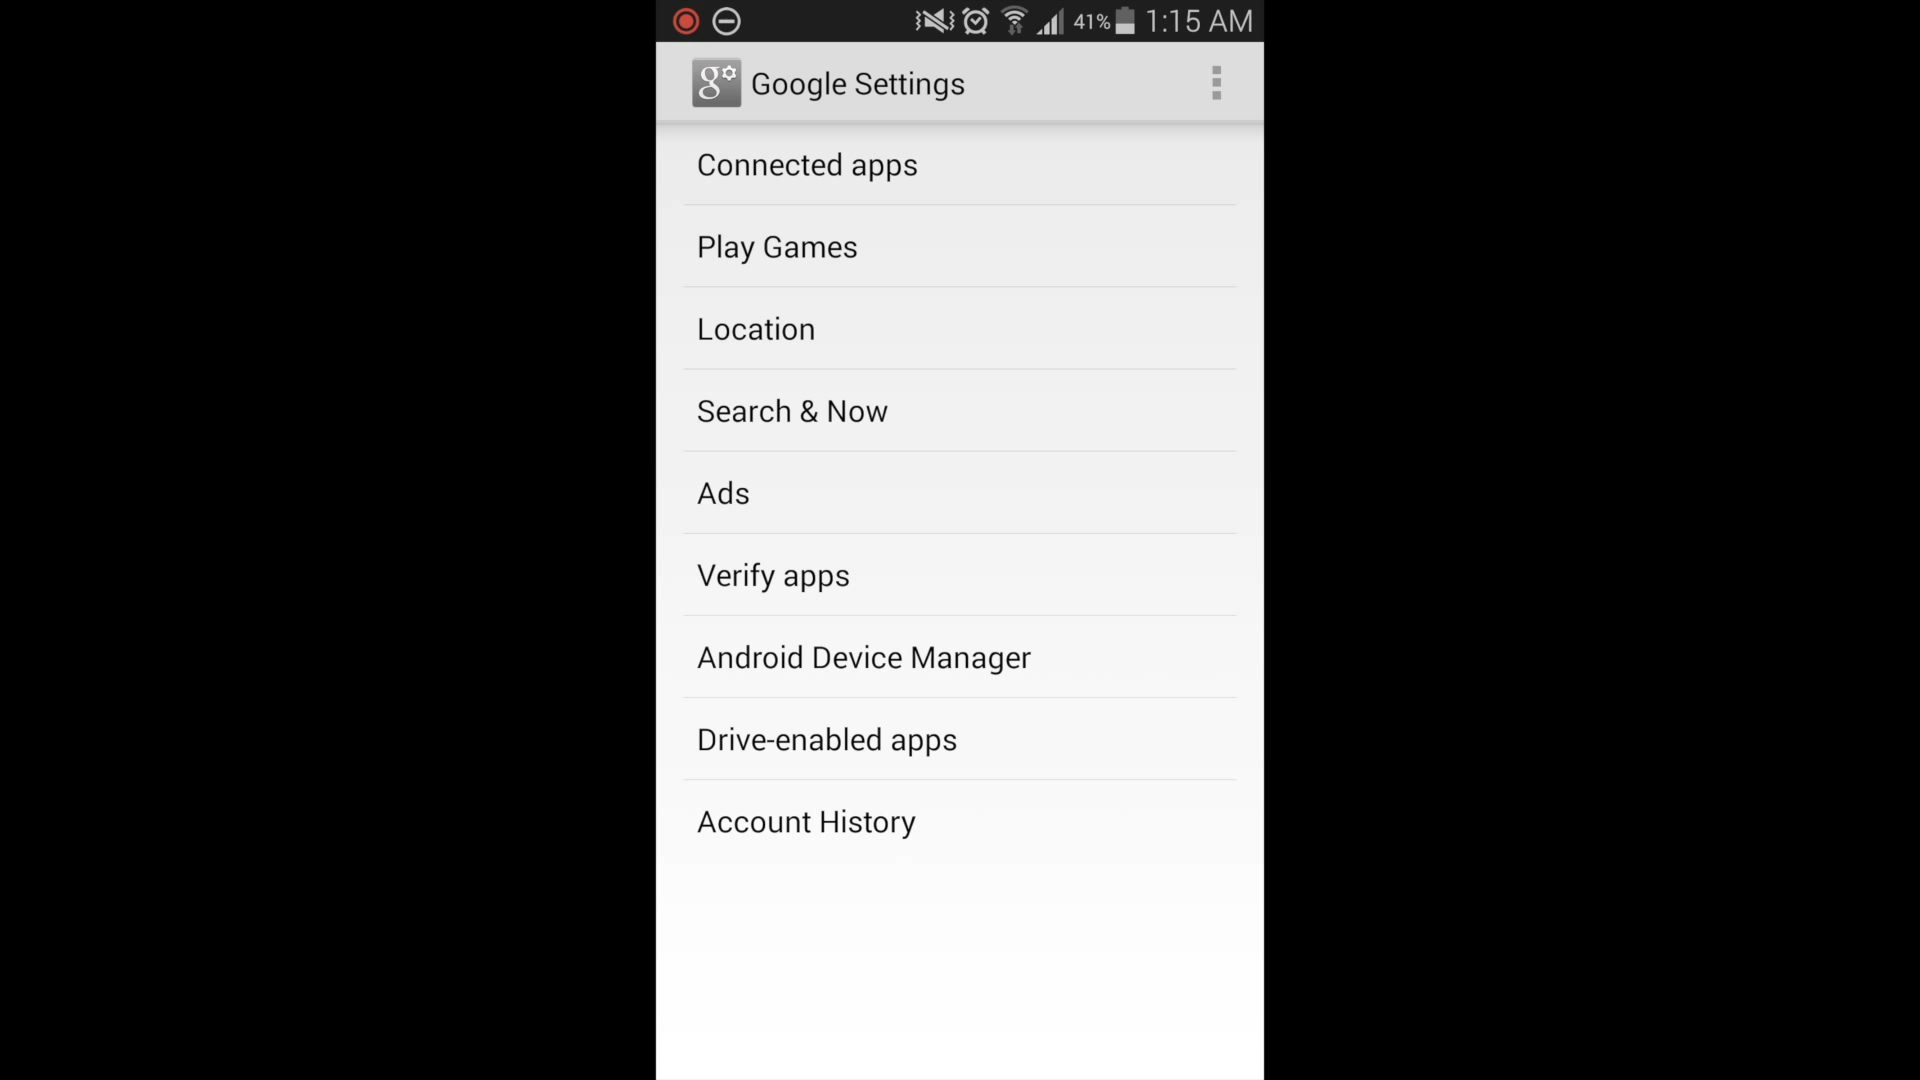 41% 1:15 AM
g Google Settings
Connected apps
Play Games
Location
Search & Now
Ads
Verify apps
Android Device Manager
Drive-enabled apps
Account History